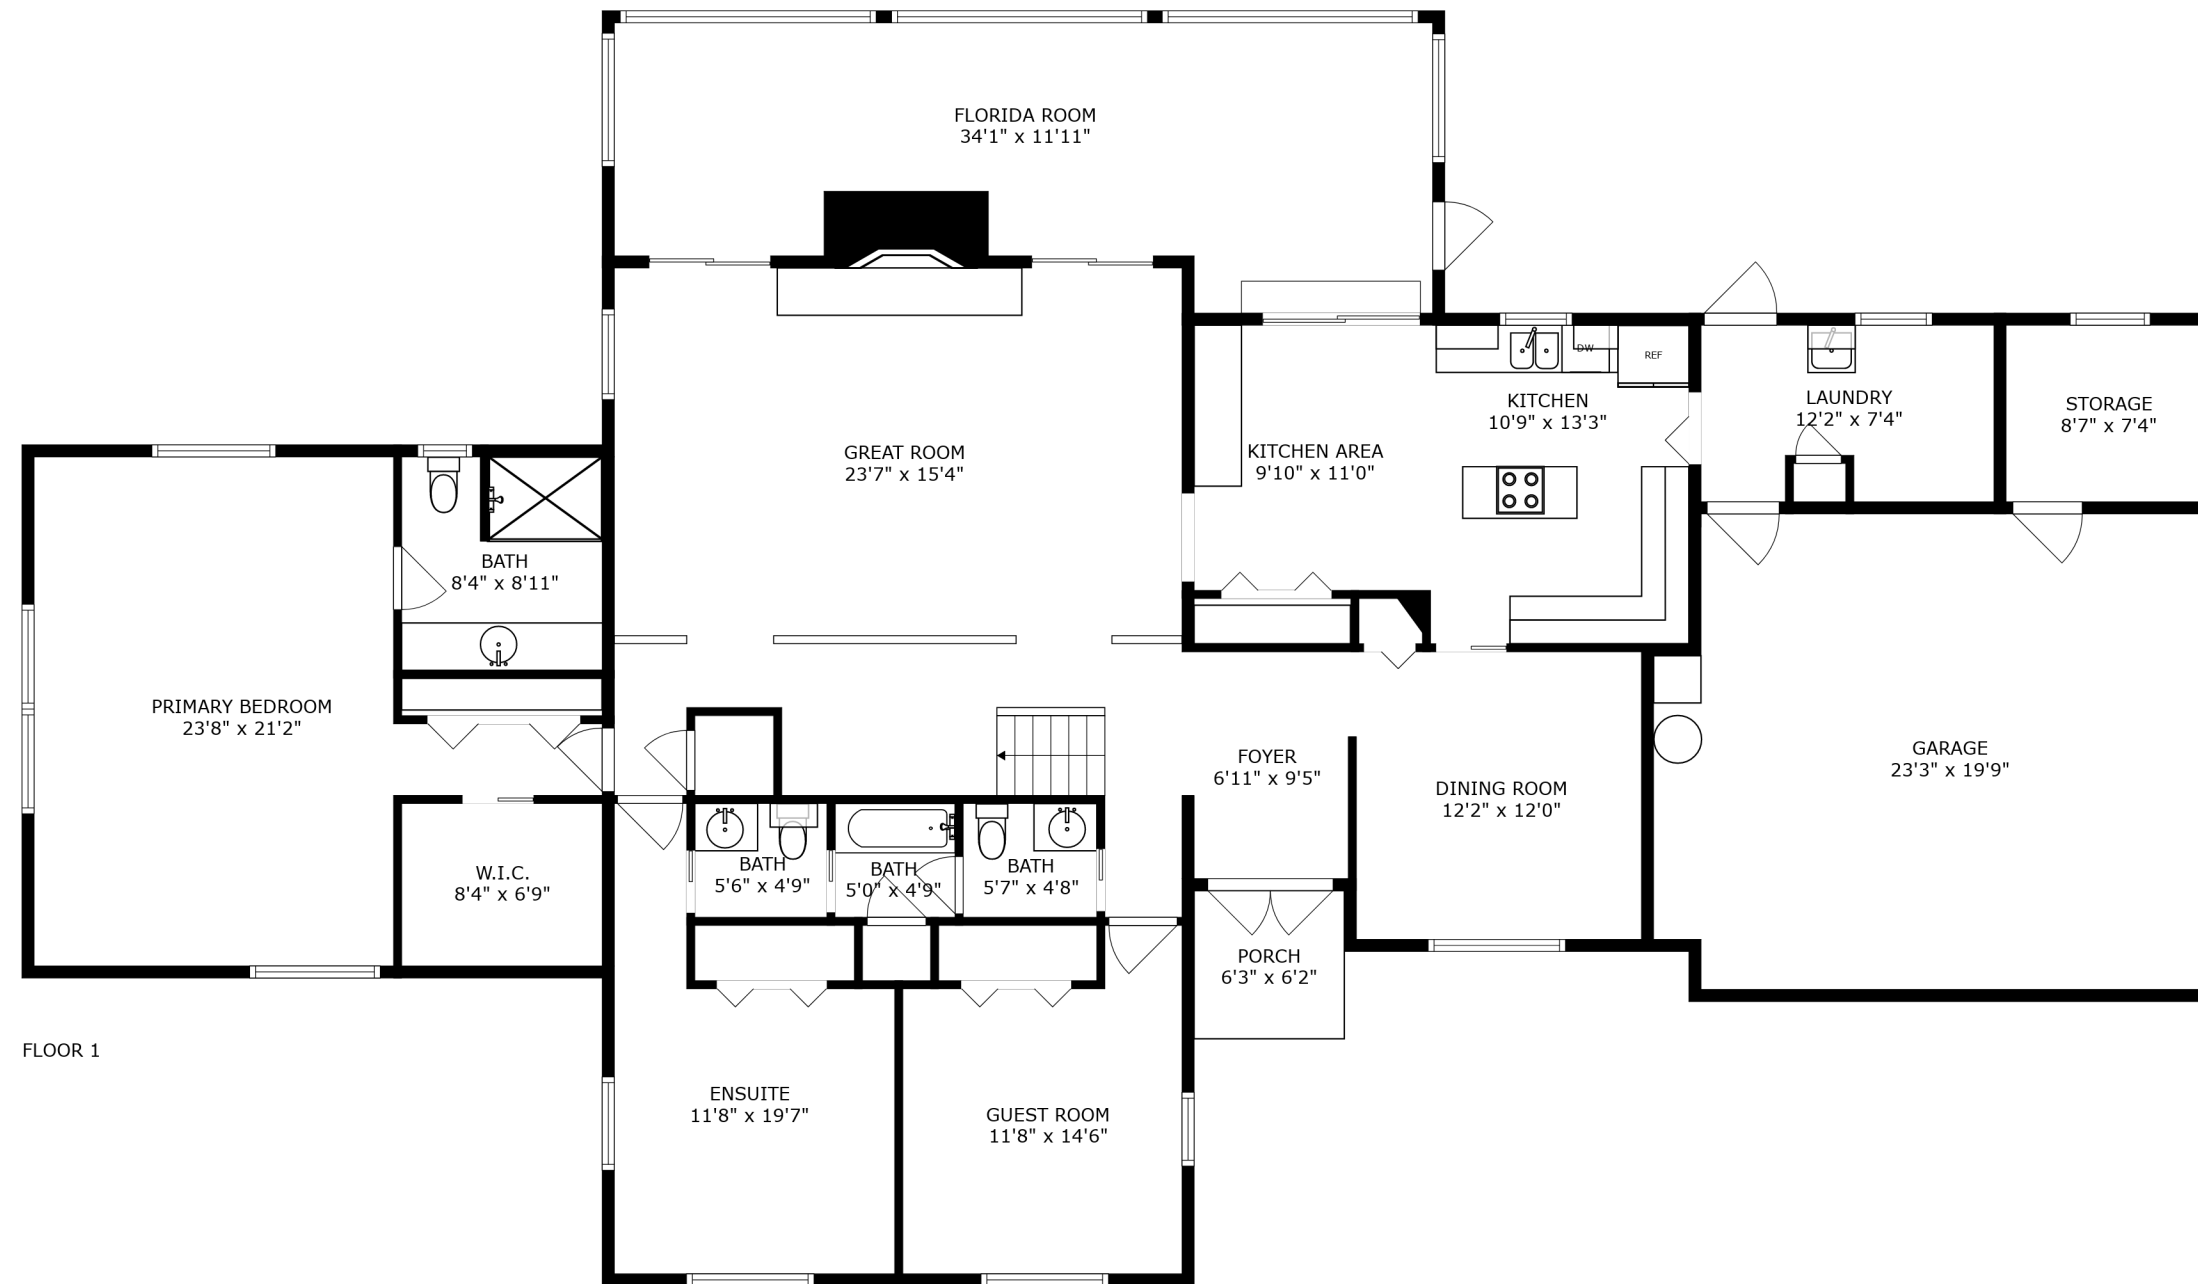 FLORIDA ROOM
34'1" x 11'11"
DW
REF
KITCHEN
10'9" x 13'3"
LAUNDRY
12'2" x 7'4"
STORAGE
8'7" x 7'4"
GREAT ROOM
23'7" x 15'4"
KITCHEN AREA
9'10" x 11'0"
BATH
8'4" x 8'11"
PRIMARY BEDROOM
23'8" x 21'2"
FOYER
6'11" x 9'5"
DINING ROOM
12'2" x 12'0"
GARAGE
23'3" x 19'9"
W.I.C.
8'4" x 6'9"
BATH
5'6" x 4'9"
BATH
5'0" x 4'9"
BATH
5'7" x 4'8"
PORCH
6'3" x 6'2"
FLOOR 1
ENSUITE
11'8" x 19'7"
GUEST ROOM
11'8" x 14'6"